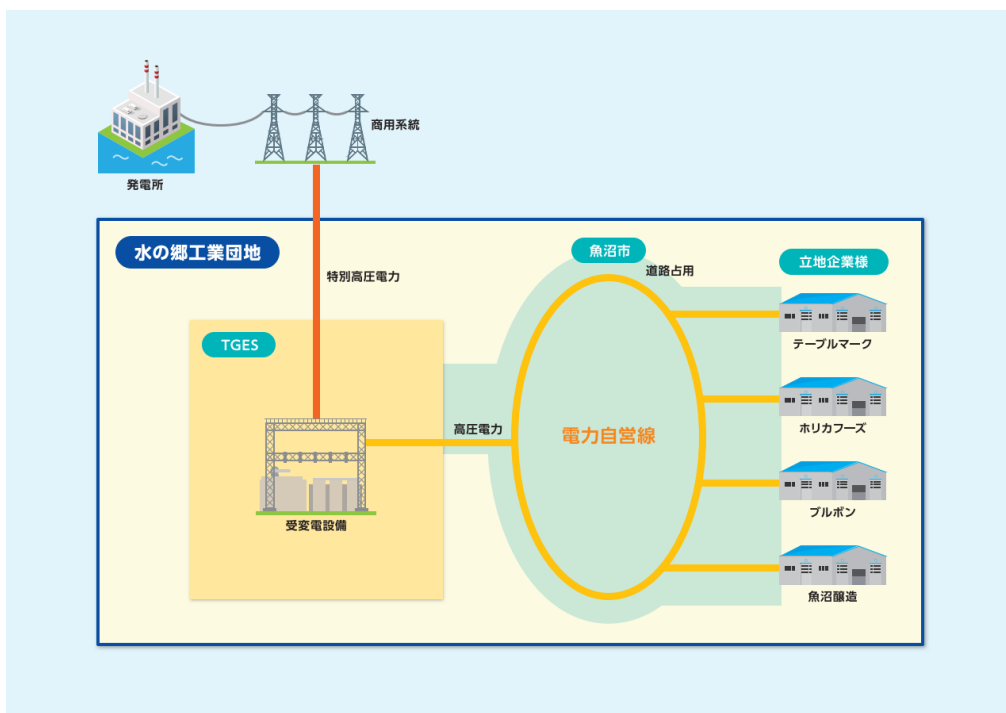 商用系統
発電所
水の郷工業団地
魚沼市
立地企業様
道路占用
特別高圧電力
TGES
テーブルマーク
高圧電力
電力自営線
ホリカフーズ
ブルボン
受変電設備
魚沼醸造